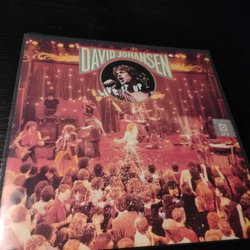 DAVID JOHANSEN
LIVE IT UP